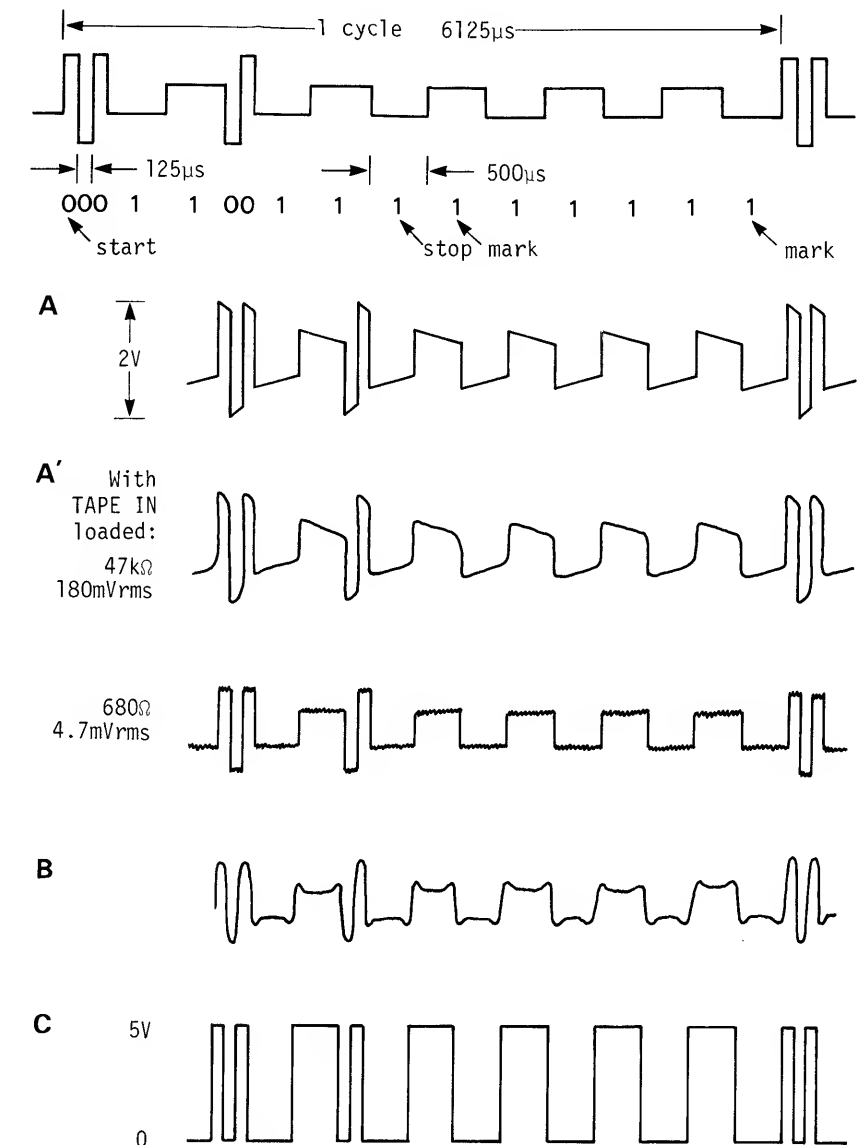 1 cycle 6125µs
125µs
500µs
000 1 1 00 1 1 1 1 1 1 1 1 1
start
stop mark
mark
A
2V
A′
With
TAPE IN
loaded:
47kΩ
180mVrms
680Ω
4.7mVrms
B
C
5V
0